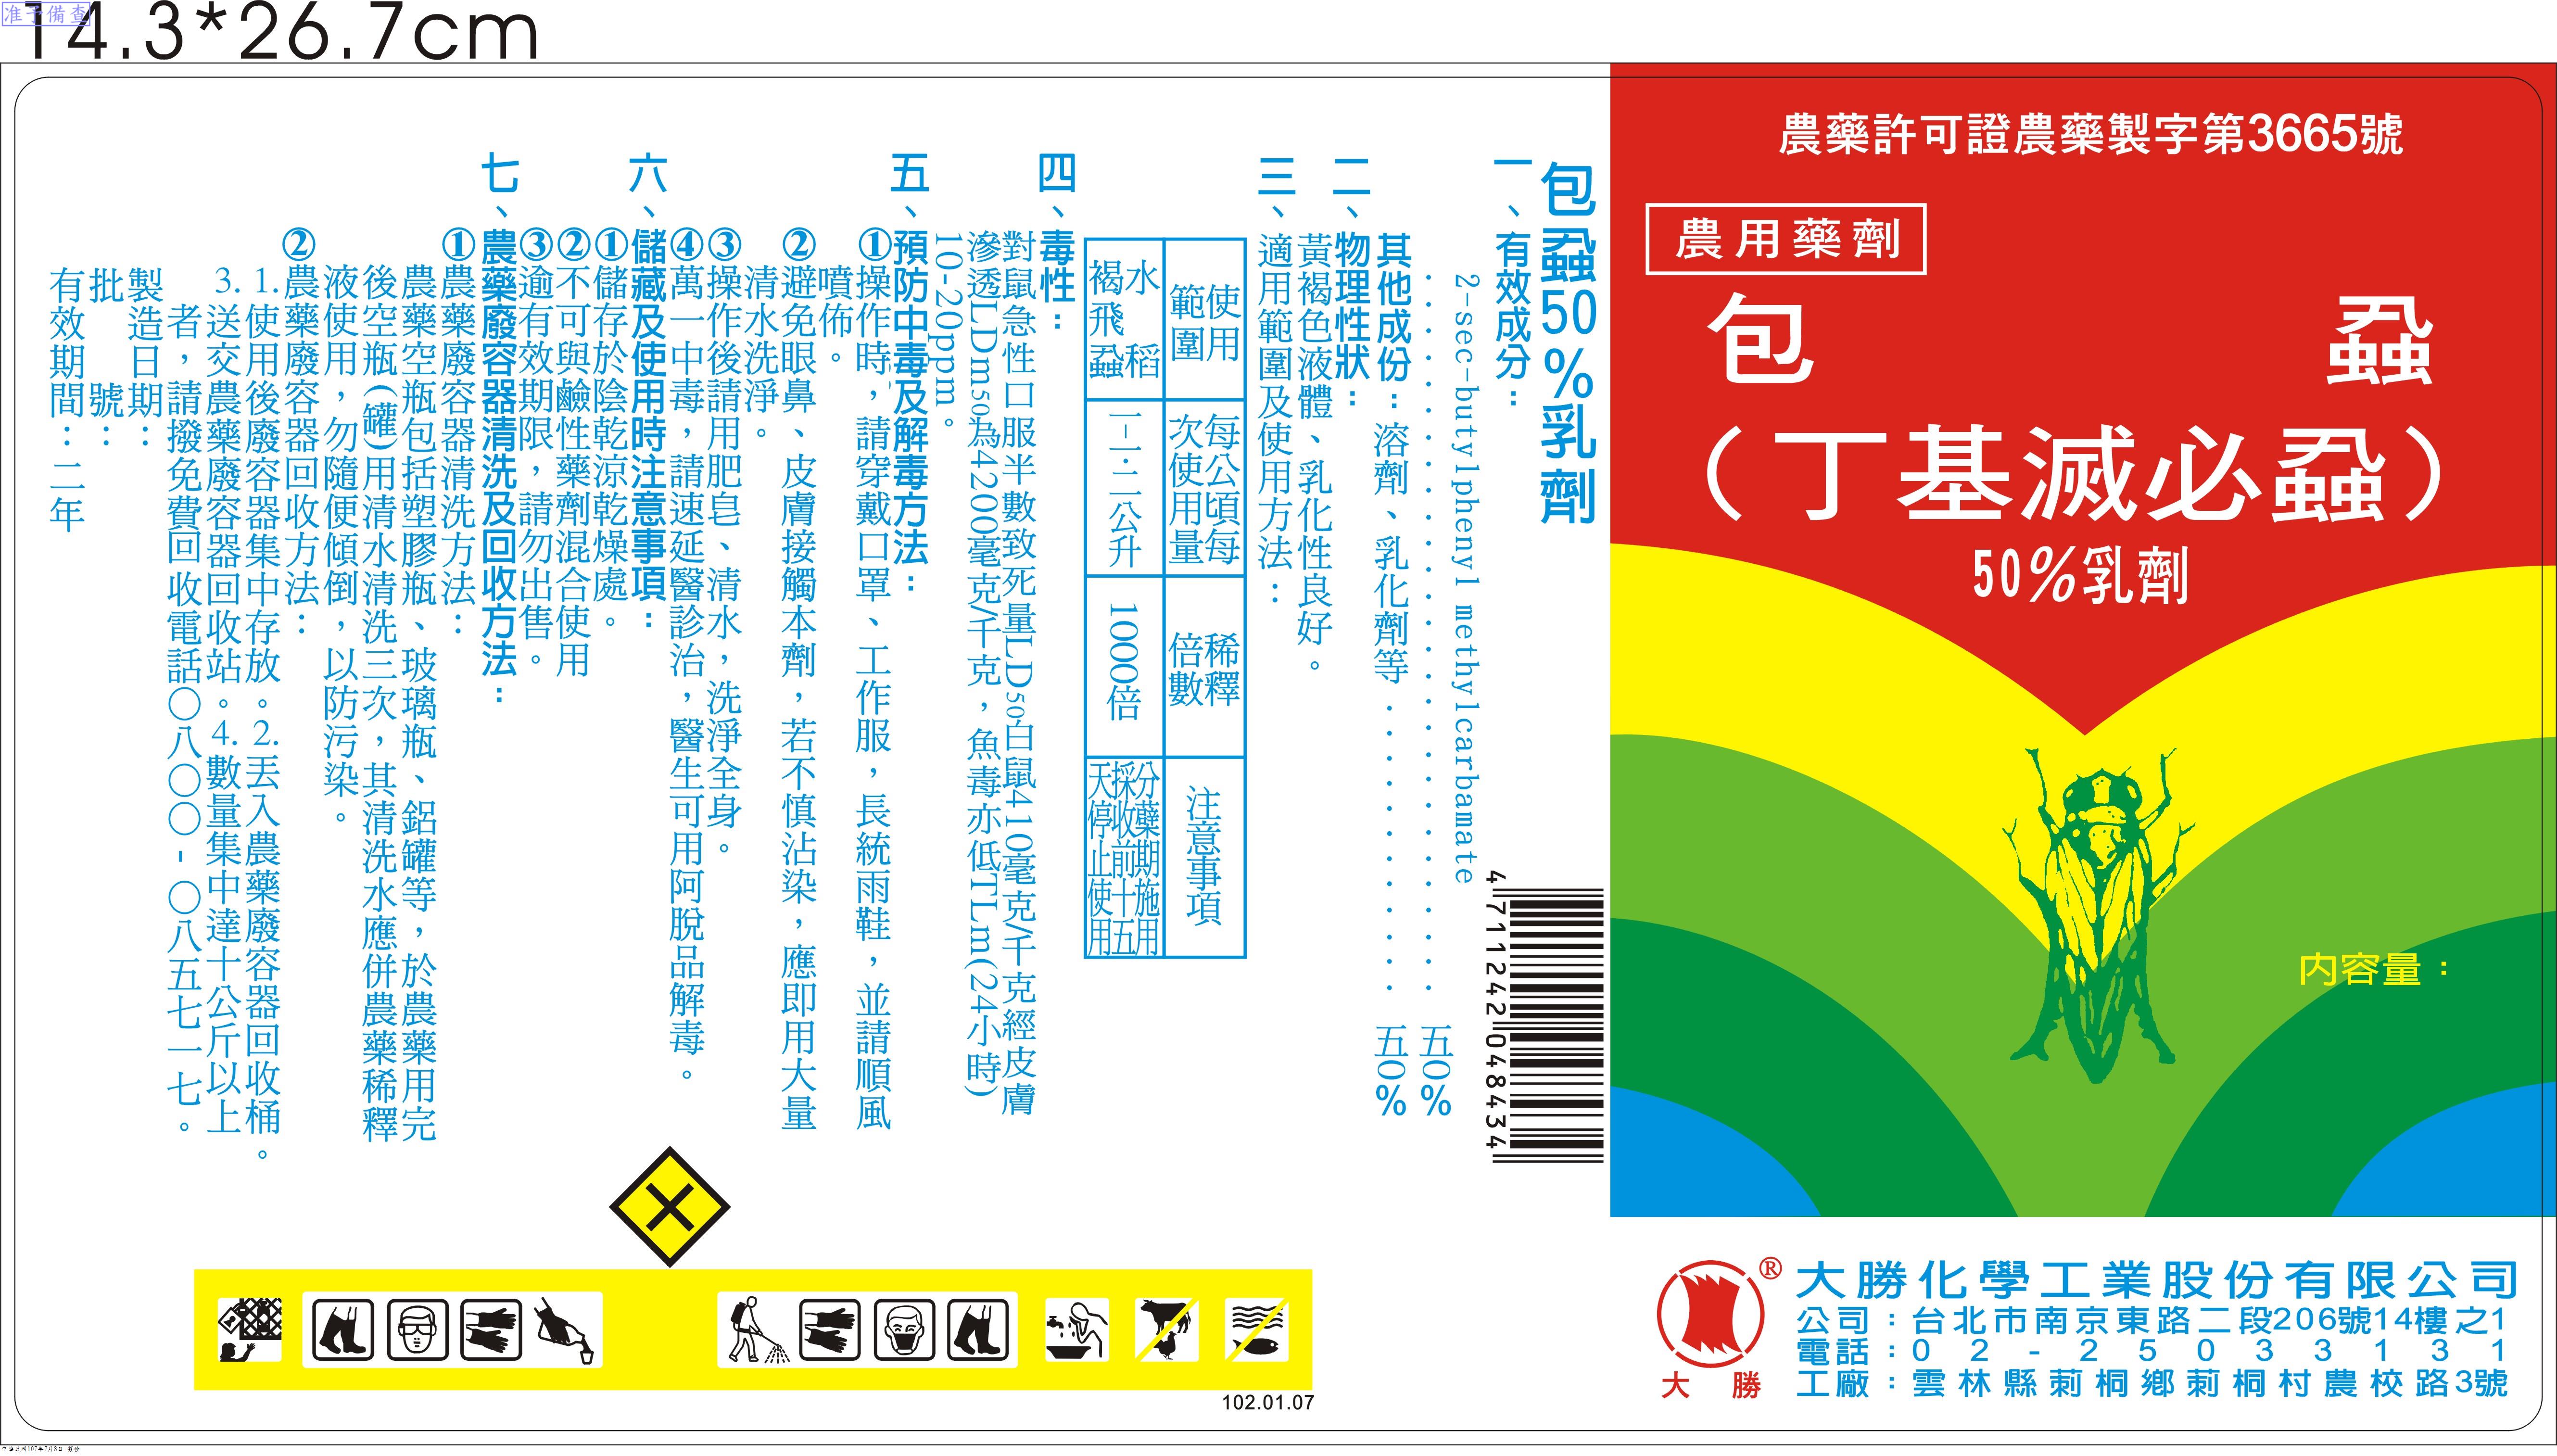 准予備查
14.3*26.7cm
農藥許可證農藥製字第3665號
農用藥劑
包蝨
（丁基滅必蝨）
50%乳劑
內容量：
大勝化學工業股份有限公司
公司：台北市南京東路二段206號14樓之1
電話：02-25033131
工廠：雲林縣莿桐鄉莿桐村農校路3號
®
大勝
包蝨50%乳劑
一、有效成分：
2-sec-butylphenyl methylcarbamate
..............................五0%
其他成份：溶劑、乳化劑等............五0%
二、物理性狀：
黃褐色液體、乳化性良好。
三、適用範圍及使用方法：
使用範圍
每公頃每次使用量
稀釋倍數
注意事項
水稻
褐飛蝨
一-一·二公升
1000倍
分蘗期施用
採收前十五
天停止使用
四、毒性：
對鼠急性口服半數致死量LD50白鼠410毫克/千克經皮膚
滲透LDm50為4200毫克/千克，魚毒亦低TLm(24小時)
10-20ppm。
五、預防中毒及解毒方法：
①操作時，請穿戴口罩、工作服，長統雨鞋，並請順風
噴佈。
②避免眼鼻、皮膚接觸本劑，若不慎沾染，應即用大量
清水洗淨。
③操作後請用肥皂、清水，洗淨全身。
④萬一中毒，請速延醫診治，醫生可用阿脫品解毒。
六、儲藏及使用時注意事項：
①儲存於陰乾涼乾燥處。
②不可與鹼性藥劑混合使用
③逾有效期限，請勿出售。
七、農藥廢容器清洗及回收方法：
①農藥廢容器清洗方法：
農藥空瓶包括塑膠瓶、玻璃瓶、鋁罐等，於農藥用完
後空瓶(罐)用清水清洗三次，其清洗水應併農藥稀釋
液使用，勿隨便傾倒，以防污染。
②農藥廢容器回收方法：
1.使用後廢容器集中存放。2.丟入農藥廢容器回收桶。
3.送交農藥廢容器回收站。4.數量集中達十公斤以上
者，請撥免費回收電話〇八〇〇-〇八五七一七。
製造日期：
批號：
有效期間：二年
4 711242 048434
102.01.07
中華民國107年7月3日 簽發